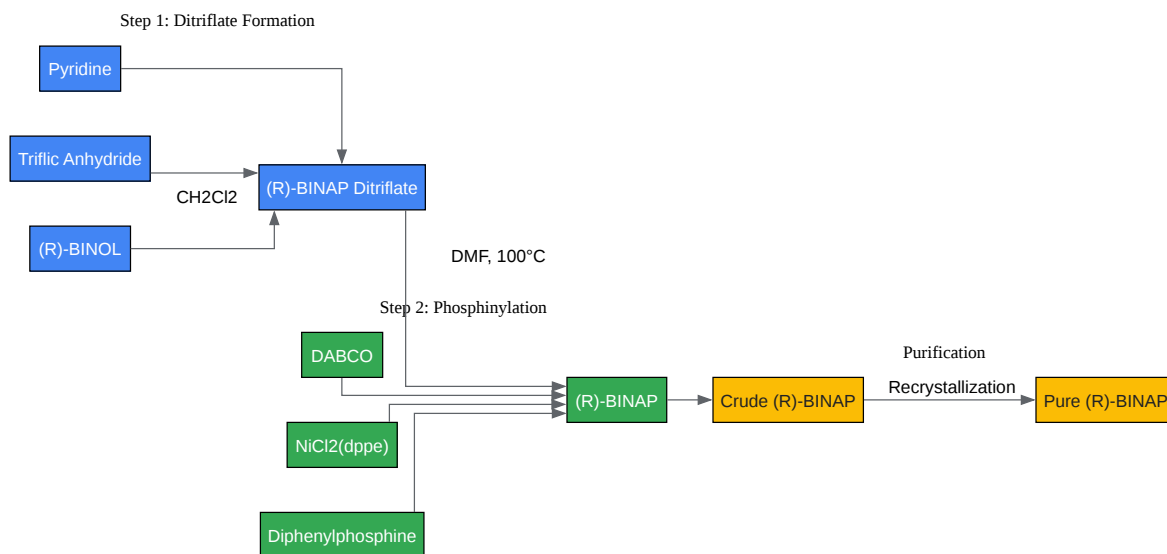 Step 1: Ditriflate Formation
Pyridine
Triflic Anhydride
CH2Cl2
(R)-BINAP Ditriflate
(R)-BINOL
DMF, 100°C
Step 2: Phosphinylation
DABCO
NiCl2(dppe)
Diphenylphosphine
(R)-BINAP
Crude (R)-BINAP
Purification
Recrystallization
Pure (R)-BINAP